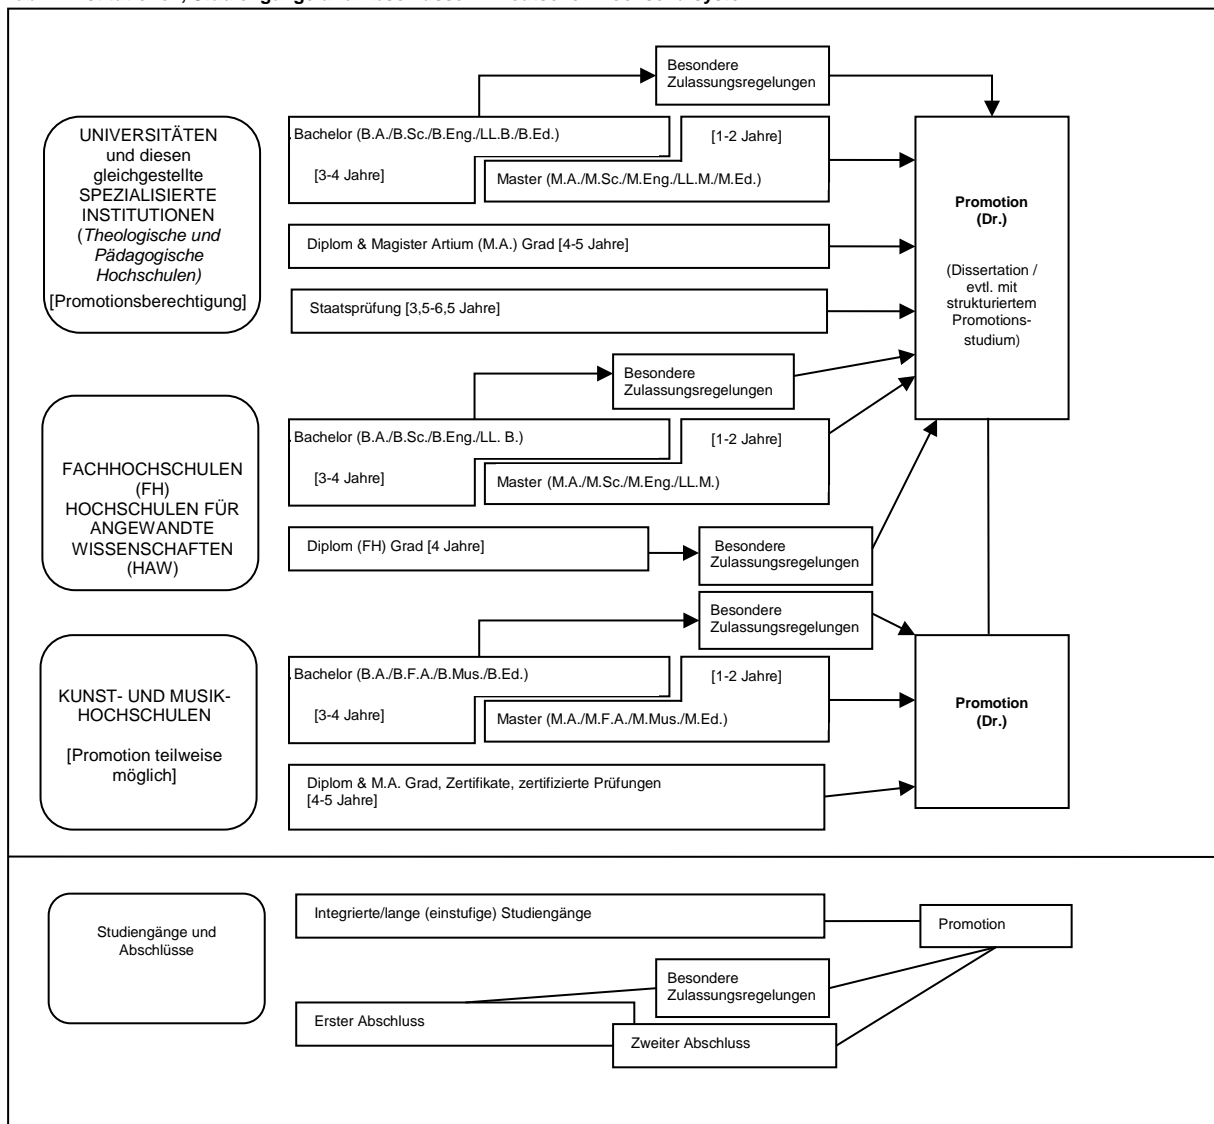 Besondere
Zulassungsregelungen
UNIVERSITÄTEN
und diesen
gleichgestellte
SPEZIALISIERTE
INSTITUTIONEN
(Theologische und
Pädagogische
Hochschulen)
[Promotionsberechtigung]
Bachelor (B.A./B.Sc./B.Eng./LL.B./B.Ed.)
[1-2 Jahre]
[3-4 Jahre]
Master (M.A./M.Sc./M.Eng./LL.M./M.Ed.)
Diplom & Magister Artium (M.A.) Grad [4-5 Jahre]
Staatsprüfung [3,5-6,5 Jahre]
Promotion
(Dr.)
(Dissertation /
evtl. mit
strukturiertem
Promotions-
studium)
Besondere
Zulassungsregelungen
FACHHOCHSCHULEN
(FH)
HOCHSCHULEN FÜR
ANGEWANDTE
WISSENSCHAFTEN
(HAW)
Bachelor (B.A./B.Sc./B.Eng./LL. B.)
[1-2 Jahre]
[3-4 Jahre]
Master (M.A./M.Sc./M.Eng./LL.M.)
Diplom (FH) Grad [4 Jahre]
Besondere
Zulassungsregelungen
Besondere
Zulassungsregelungen
KUNST- UND MUSIK-
HOCHSCHULEN
[Promotion teilweise
möglich]
Bachelor (B.A./B.F.A./B.Mus./B.Ed.)
[1-2 Jahre]
[3-4 Jahre]
Master (M.A./M.F.A./M.Mus./M.Ed.)
Diplom & M.A. Grad, Zertifikate, zertifizierte Prüfungen
[4-5 Jahre]
Promotion
(Dr.)
Studiengänge und
Abschlüsse
Integrierte/lange (einstufige) Studiengänge
Promotion
Besondere
Zulassungsregelungen
Erster Abschluss
Zweiter Abschluss